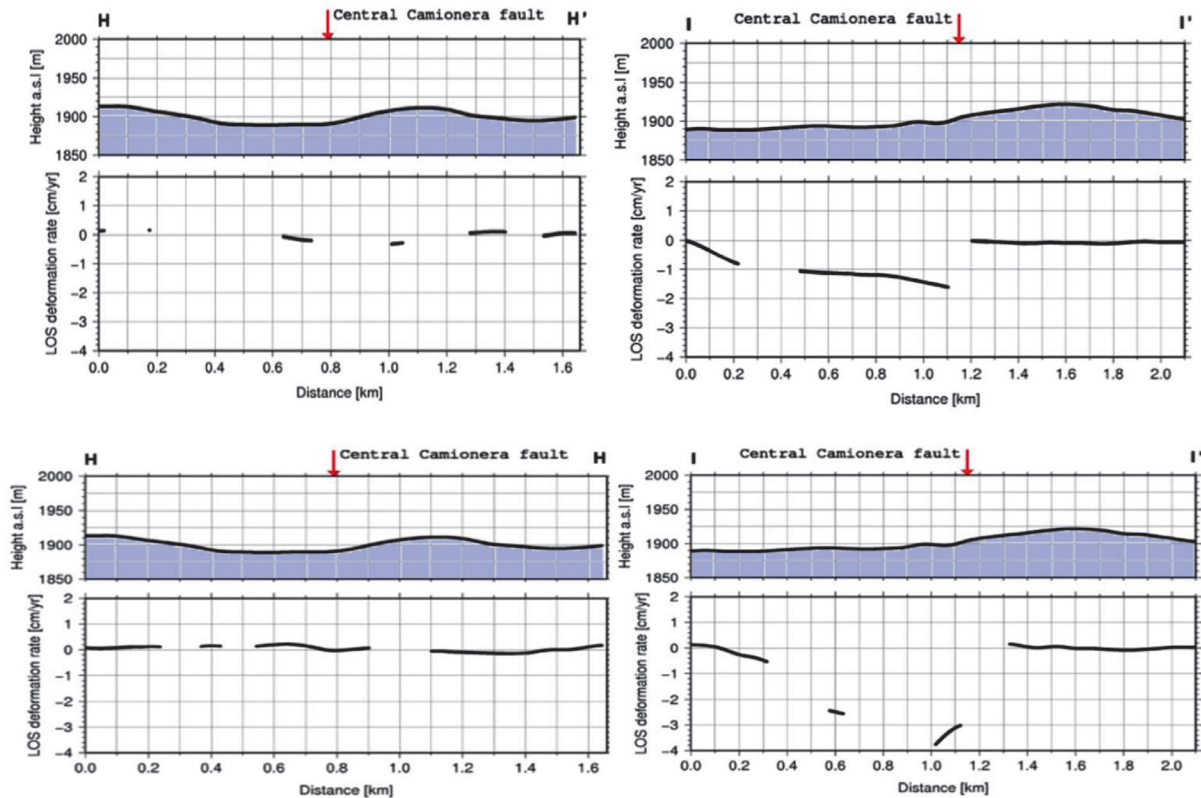 H Central Camionera fault H'
2000
1950
1900
1850
Height a.s.l [m]
2
1
0
−1
−2
−3
−4
LOS deformation rate [cm/yr]
0.0 0.2 0.4 0.6 0.8 1.0 1.2 1.4 1.6
Distance [km]
I Central Camionera fault I'
2000
1950
1900
1850
Height a.s.l [m]
2
1
0
−1
−2
−3
−4
LOS deformation rate [cm/yr]
0.0 0.2 0.4 0.6 0.8 1.0 1.2 1.4 1.6 1.8 2.0
Distance [km]
H Central Camionera fault H
2000
1950
1900
1850
Height a.s.l [m]
2
1
0
−1
−2
−3
−4
LOS deformation rate [cm/yr]
0.0 0.2 0.4 0.6 0.8 1.0 1.2 1.4 1.6
Distance [km]
I Central Camionera fault I'
2000
1950
1900
1850
Height a.s.l [m]
2
1
0
−1
−2
−3
−4
LOS deformation rate [cm/yr]
0.0 0.2 0.4 0.6 0.8 1.0 1.2 1.4 1.6 1.8 2.0
Distance [km]